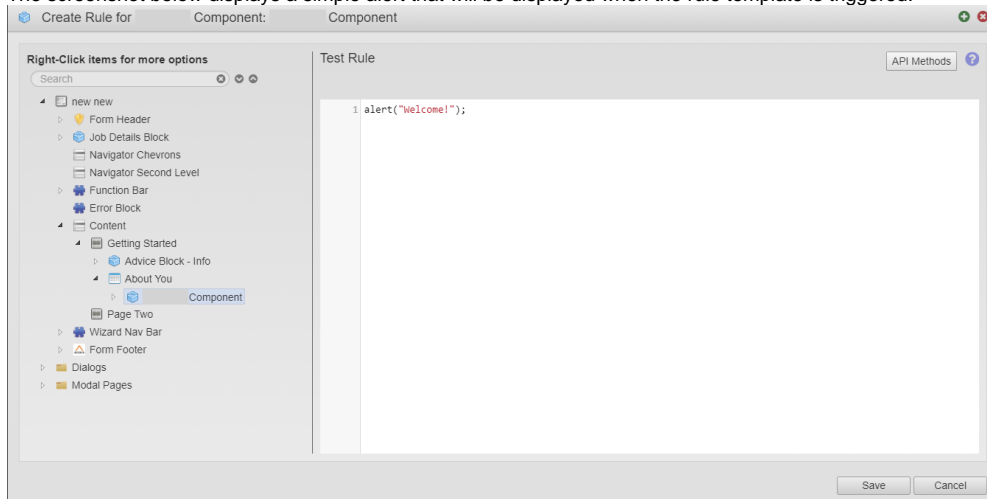 The screenshot below displays a simple alert that will be displayed when the rule template is triggered.
Create Rule for Component: Component
Right-Click items for more options
Search
new new
Form Header
Job Details Block
Navigator Chevrons
Navigator Second Level
Function Bar
Error Block
Content
Getting Started
Advice Block - Info
About You
Component
Page Two
Wizard Nav Bar
Form Footer
Dialogs
Modal Pages
Test Rule
API Methods
1 alert("Welcome!");
Save Cancel